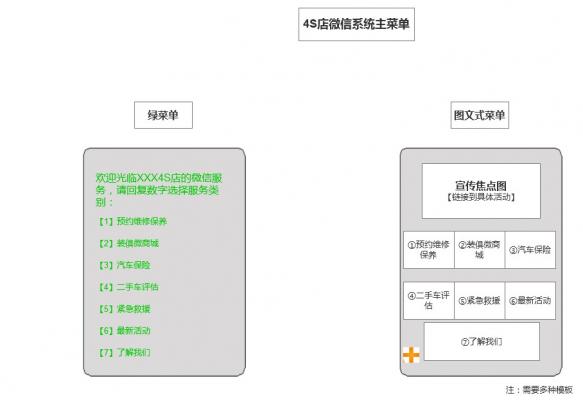 4S店微信系统主菜单
绿菜单
图文式菜单
欢迎光临XXX4S店的微信服
务，请回复数字选择服务类
别：
【1】预约维修保养
【2】装俱微商城
【3】汽车保险
【4】二手车评估
【5】紧急救援
【6】最新活动
【7】了解我们
宣传焦点图
【链接到具体活动】
①预约维修
保养
②装俱微商
城
③汽车保险
④二手车评
估
⑤紧急救援
⑥最新活动
⑦了解我们
注：需要多种模板